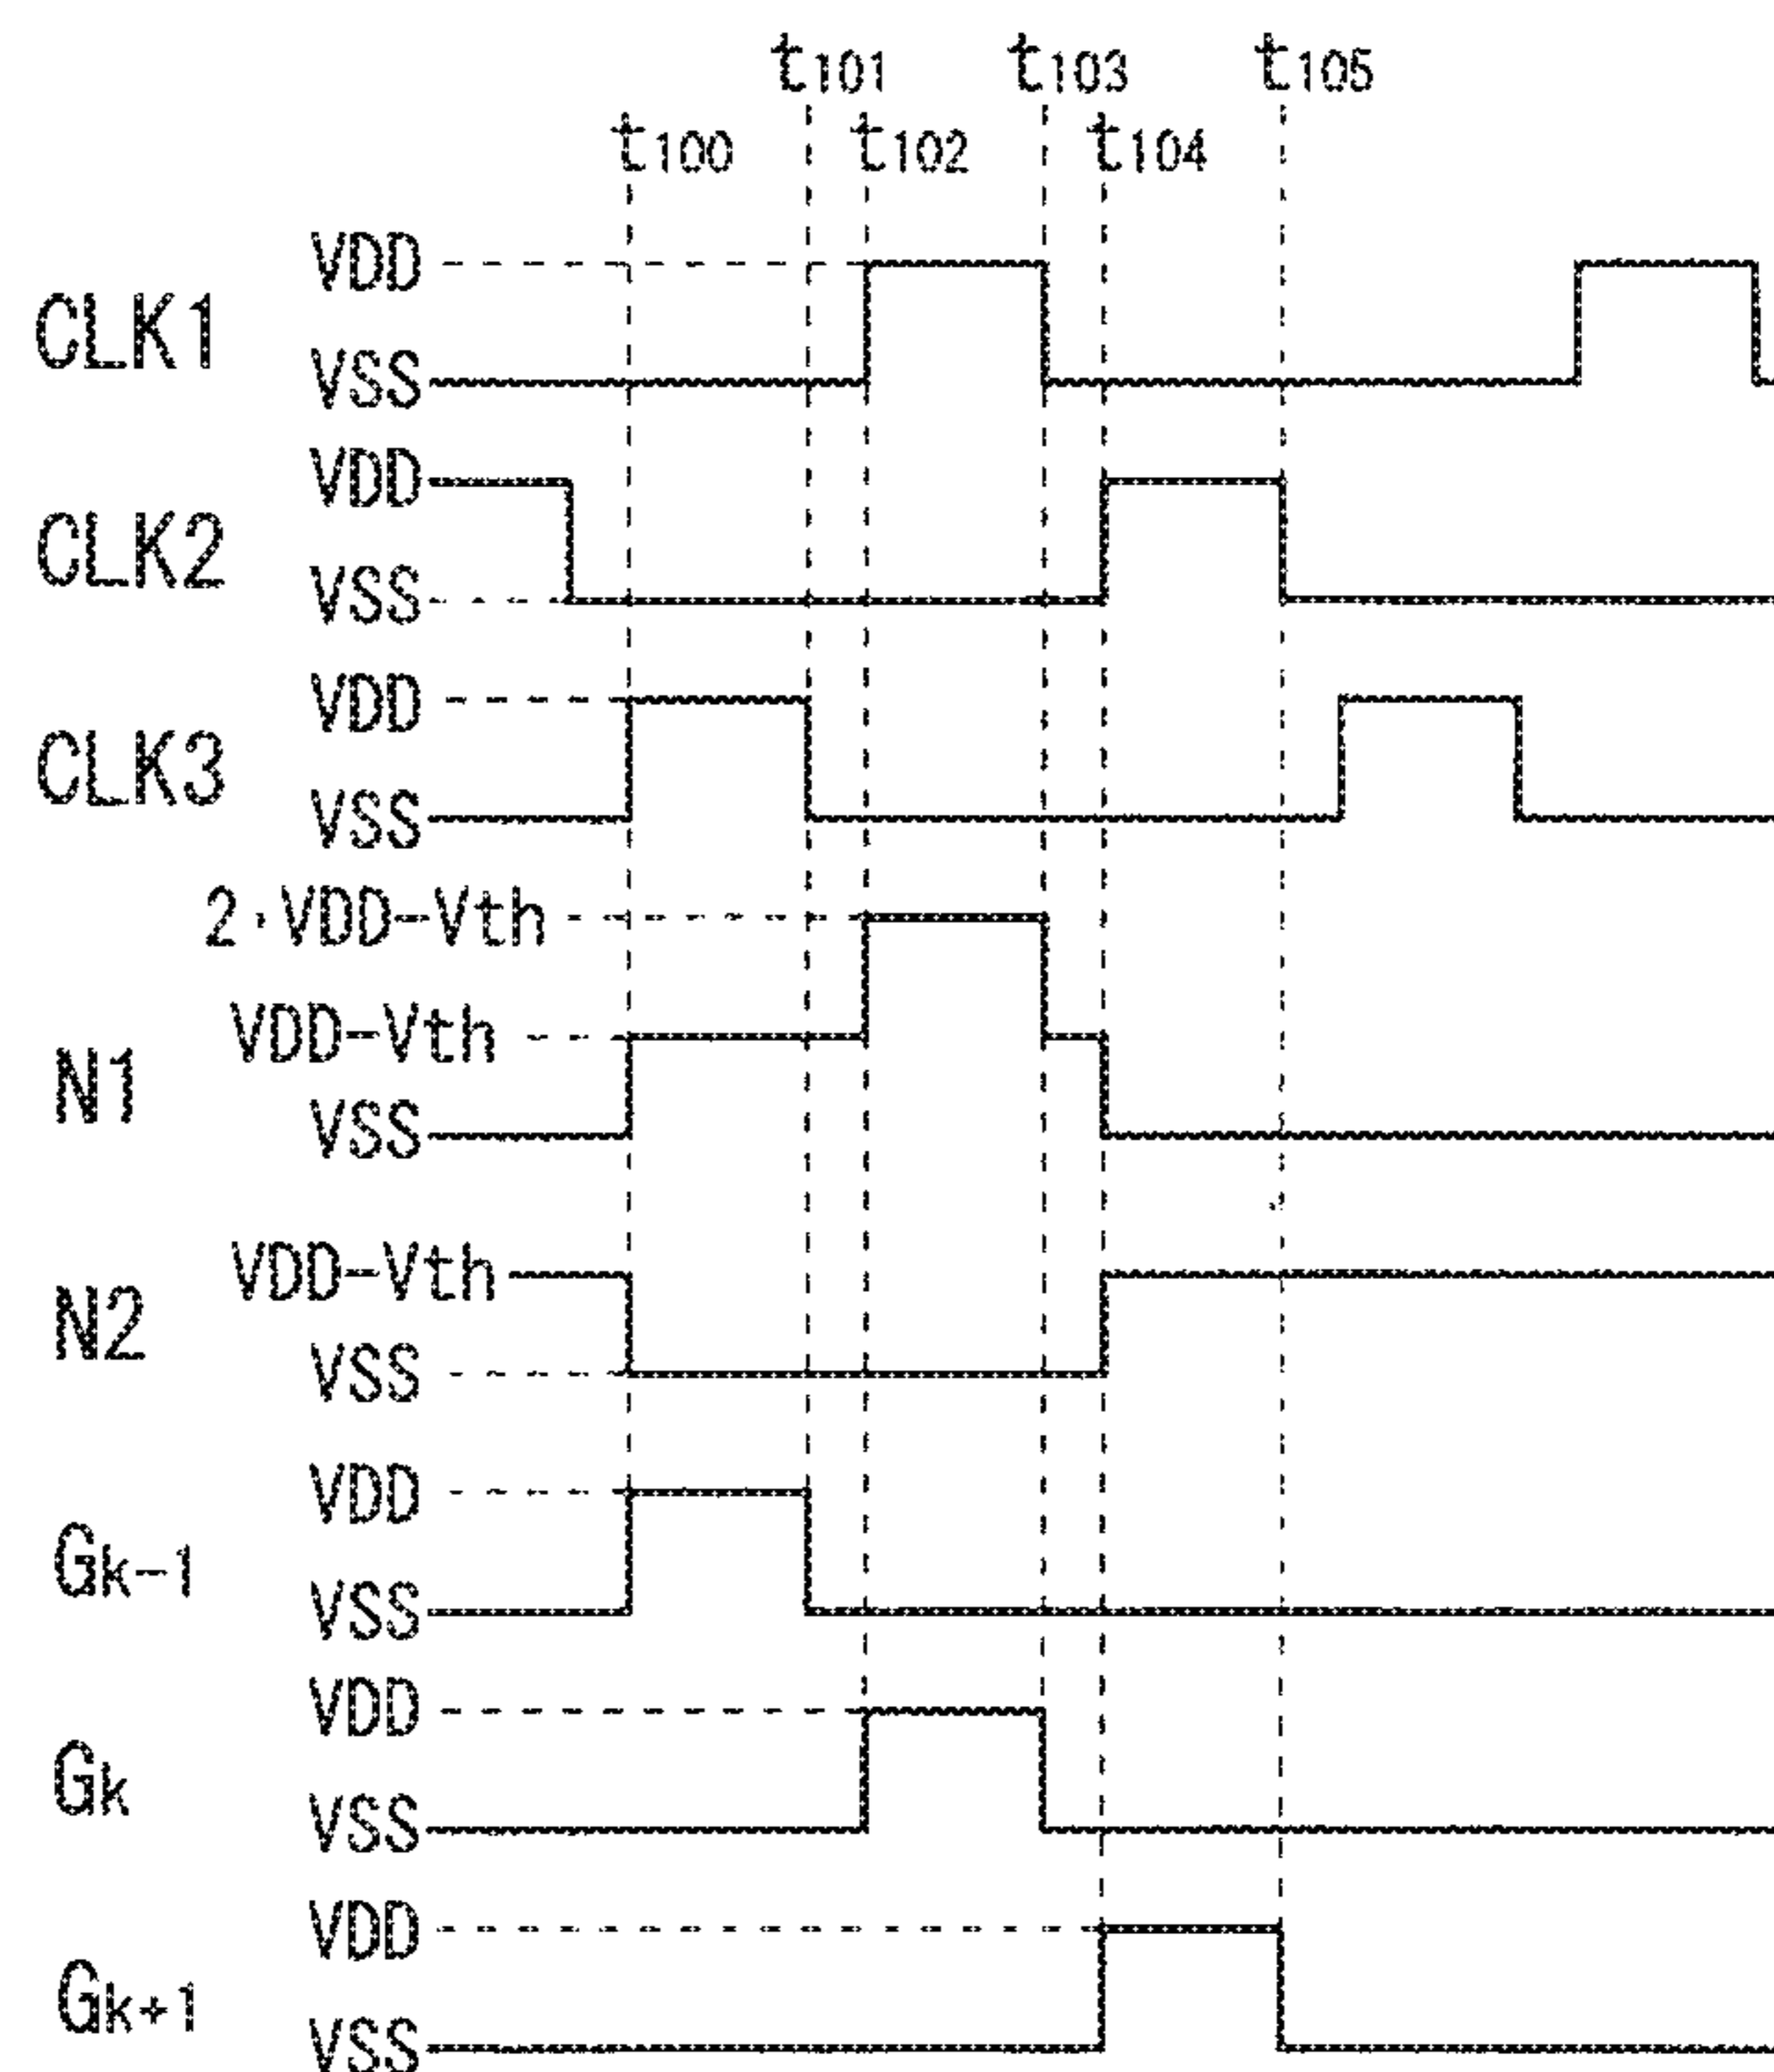 t101 t103 t105
t100 t102 t104
VDD
CLK1
VSS
VDD
CLK2
VSS
VDD
CLK3
VSS
2·VDD-Vth
VDD-Vth
N1
VSS
VDD-Vth
N2
VSS
VDD
Gk-1
VSS
VDD
Gk
VSS
VDD
Gk+1
VSS